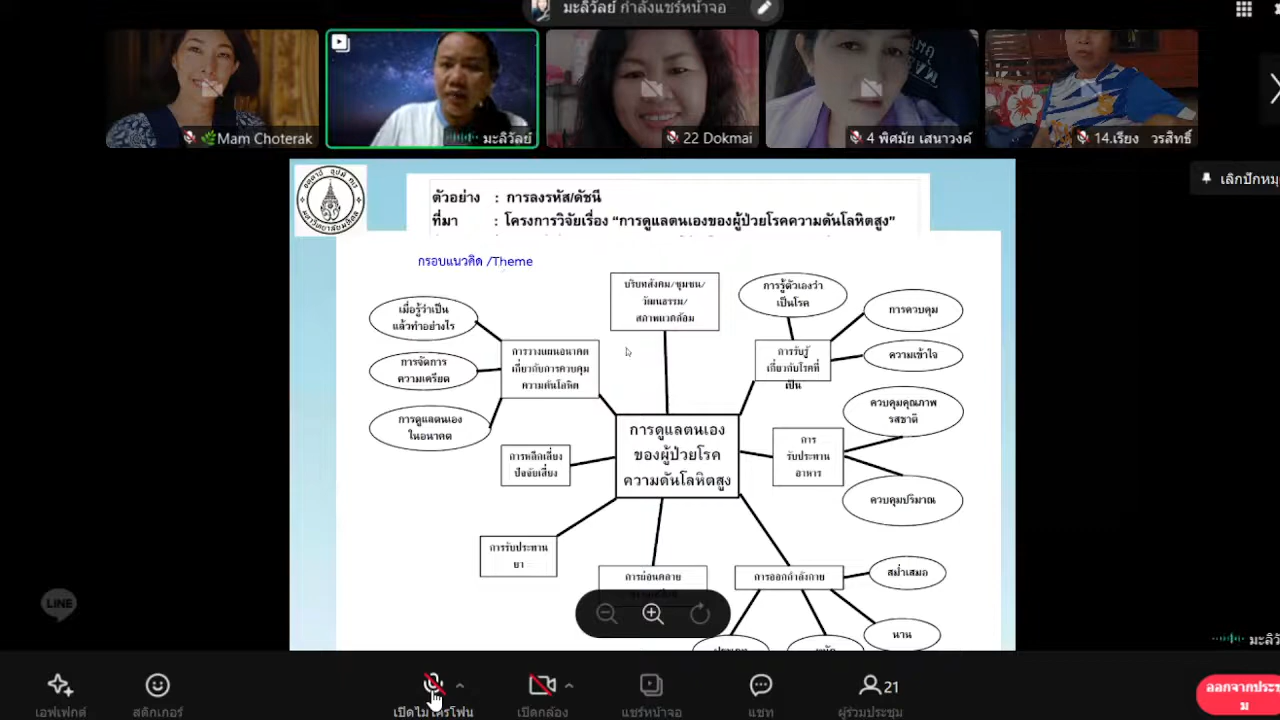 มะลิวัลย์ กำลังแชร์หน้าจอ
Mam Choterak
มะลิวัลย์
22 Dokmai
4 พิศมัย เสนาวงค์
14.เรียง วรสิทธิ์
เลิกปักหมุ
ตัวอย่าง : การลงรหัส/ดัชนี
ที่มา : โครงการวิจัยเรื่อง “การดูแลตนเองของผู้ป่วยโรคความดันโลหิตสูง”
กรอบแนวคิด /Theme
บริบทสังคม/ชุมชน/
วัฒนธรรม/
สภาพแวดล้อม
การรู้ตัวเองว่า
เป็นโรค
เมื่อรู้ว่าเป็น
แล้วทำอย่างไร
การควบคุม
การวางแผนอนาคต
เกี่ยวกับการควบคุม
ความดันโลหิต
การรับรู้
เกี่ยวกับโรคที่
เป็น
ความเข้าใจ
การจัดการ
ความเครียด
ควบคุมคุณภาพ
รสชาติ
การดูแลตนเอง
ในอนาคต
การดูแลตนเอง
ของผู้ป่วยโรค
ความดันโลหิตสูง
การ
รับประทาน
อาหาร
การหลีกเลี่ยง
ปัจจัยเสี่ยง
ควบคุมปริมาณ
การรับประทาน
ยา
การผ่อนคลาย
การออกกำลังกาย
สม่ำเสมอ
นาน
LINE
มะลิวั
เอฟเฟกต์
สติกเกอร์
เปิดไมโครโฟน
เปิดกล้อง
แชร์หน้าจอ
แชท
21
ผู้ร่วมประชุม
ออกจากประชุ
ม